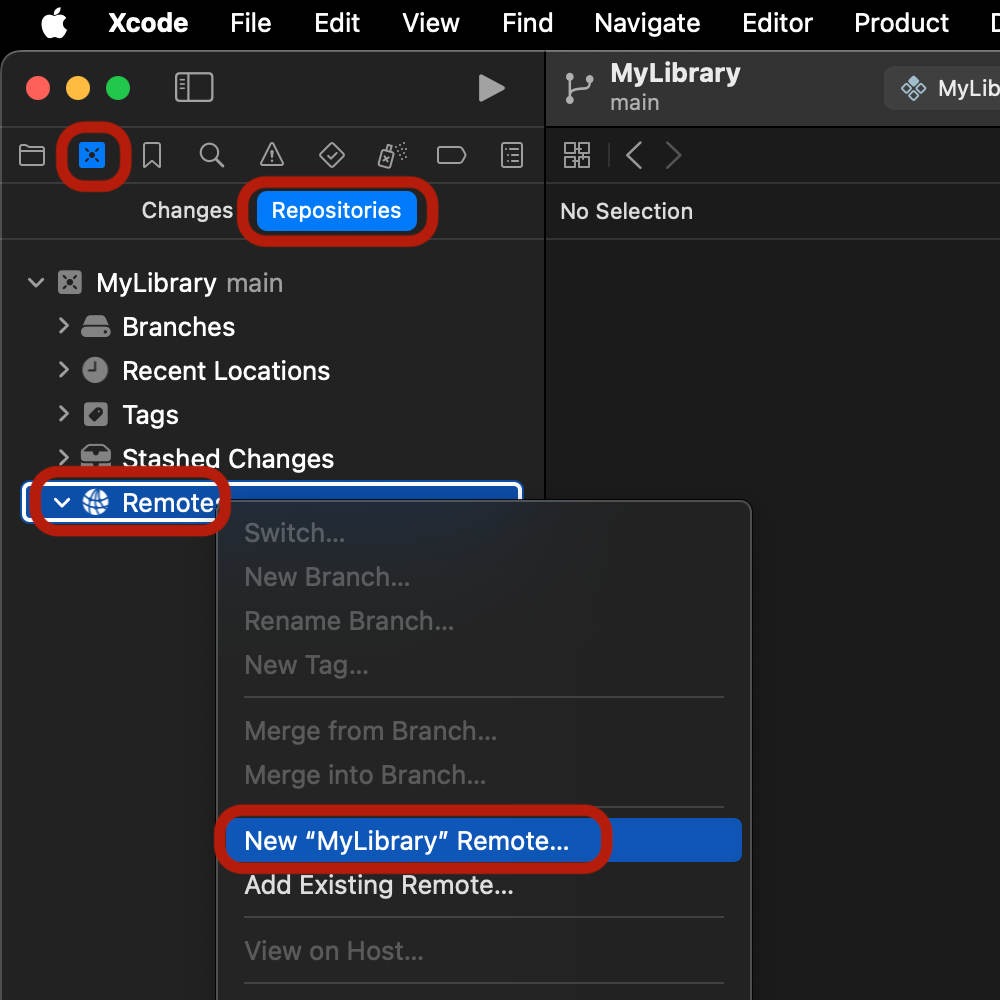 Xcode File Edit View Find Navigate Editor Product
MyLibrary
main
MyLib
Changes Repositories
No Selection
MyLibrary main
Branches
Recent Locations
Tags
Stashed Changes
Remotes
Switch...
New Branch...
Rename Branch...
New Tag...
Merge from Branch...
Merge into Branch...
New “MyLibrary” Remote...
Add Existing Remote...
View on Host...